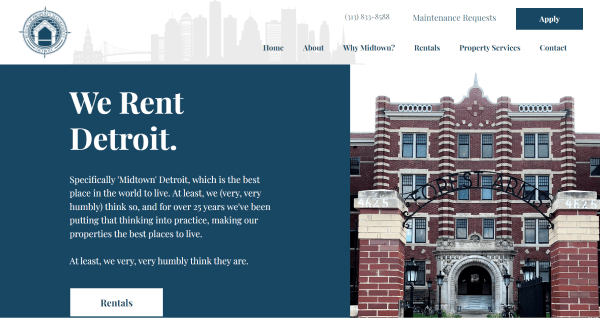 (313) 833-8588
Maintenance Requests
Apply
Home About Why Midtown? Rentals Property Services Contact
We Rent
Detroit.
Specifically 'Midtown' Detroit, which is the best
place in the world to live. At least, we (very, very
humbly) think so, and for over 25 years we've been
putting that thinking into practice, making our
properties the best places to live.
At least, we very, very humbly think they are.
Rentals
FOREST ARMS